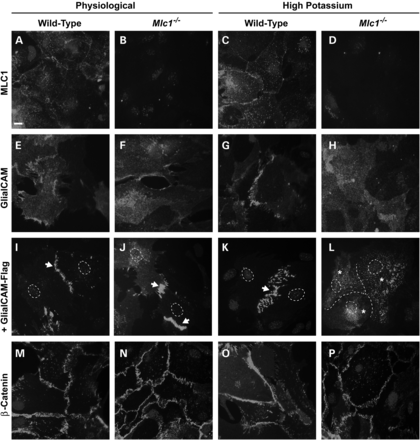 Physiological High Potassium
Wild-Type Mlc1-/- Wild-Type Mlc1-/-
MLC1
A B C D
GlialCAM
E F G H
+ GlialCAM-Flag
I J K L
* * *
β-Catenin
M N O P